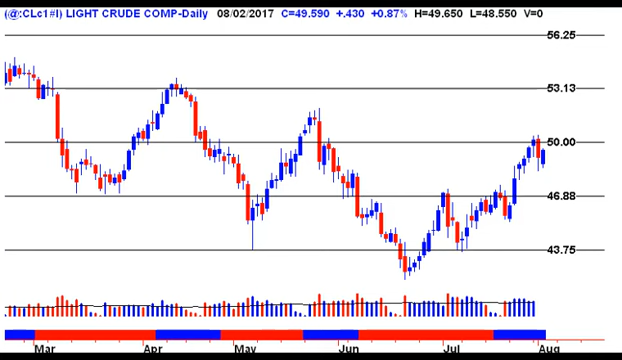 (@:CLc1#I) LIGHT CRUDE COMP-Daily 08/02/2017 C=49.590 +.430 +0.87% H=49.650 L=48.550 V=0
56.25
53.13
50.00
46.88
43.75
Mar Apr May Jun Jul Aug